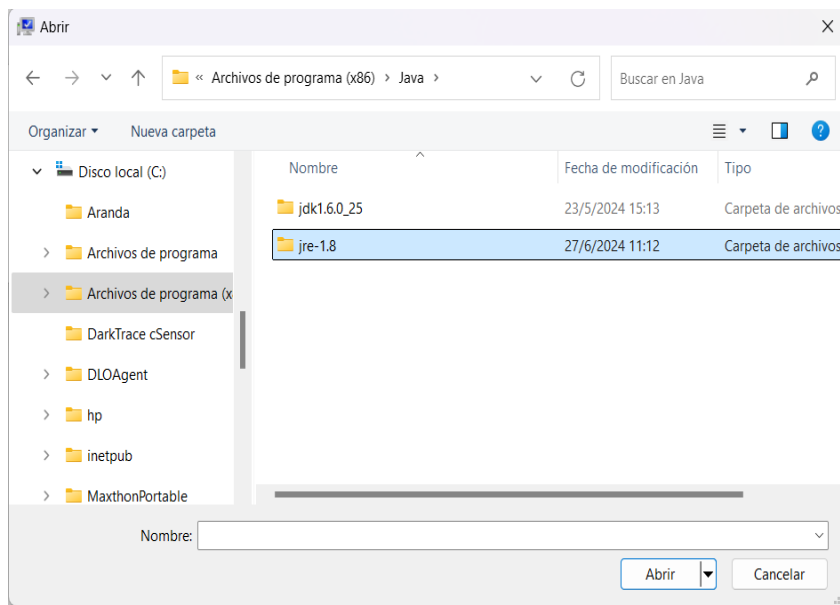 Abrir
« Archivos de programa (x86) > Java >
Buscar en Java
Organizar
Nueva carpeta
Disco local (C:)
Aranda
Archivos de programa
Archivos de programa (x
DarkTrace cSensor
DLOAgent
hp
inetpub
MaxthonPortable
Nombre Fecha de modificación Tipo
jdk1.6.0_25 23/5/2024 15:13 Carpeta de archivos
jre-1.8 27/6/2024 11:12 Carpeta de archivos
Nombre:
Abrir
Cancelar